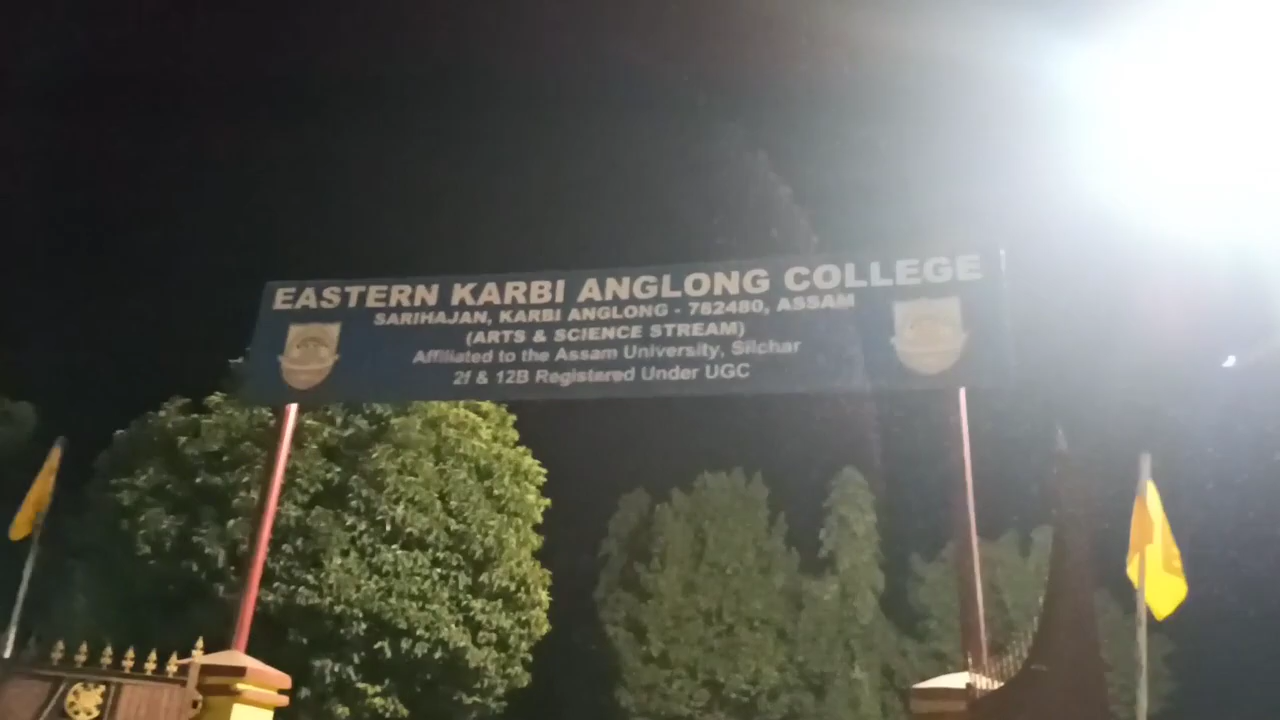 EASTERN KARBI ANGLONG COLLEGE
SARIHAJAN, KARBI ANGLONG - 782480, ASSAM
(ARTS & SCIENCE STREAM)
Affiliated to the Assam University, Silchar
2f & 12B Registered Under UGC